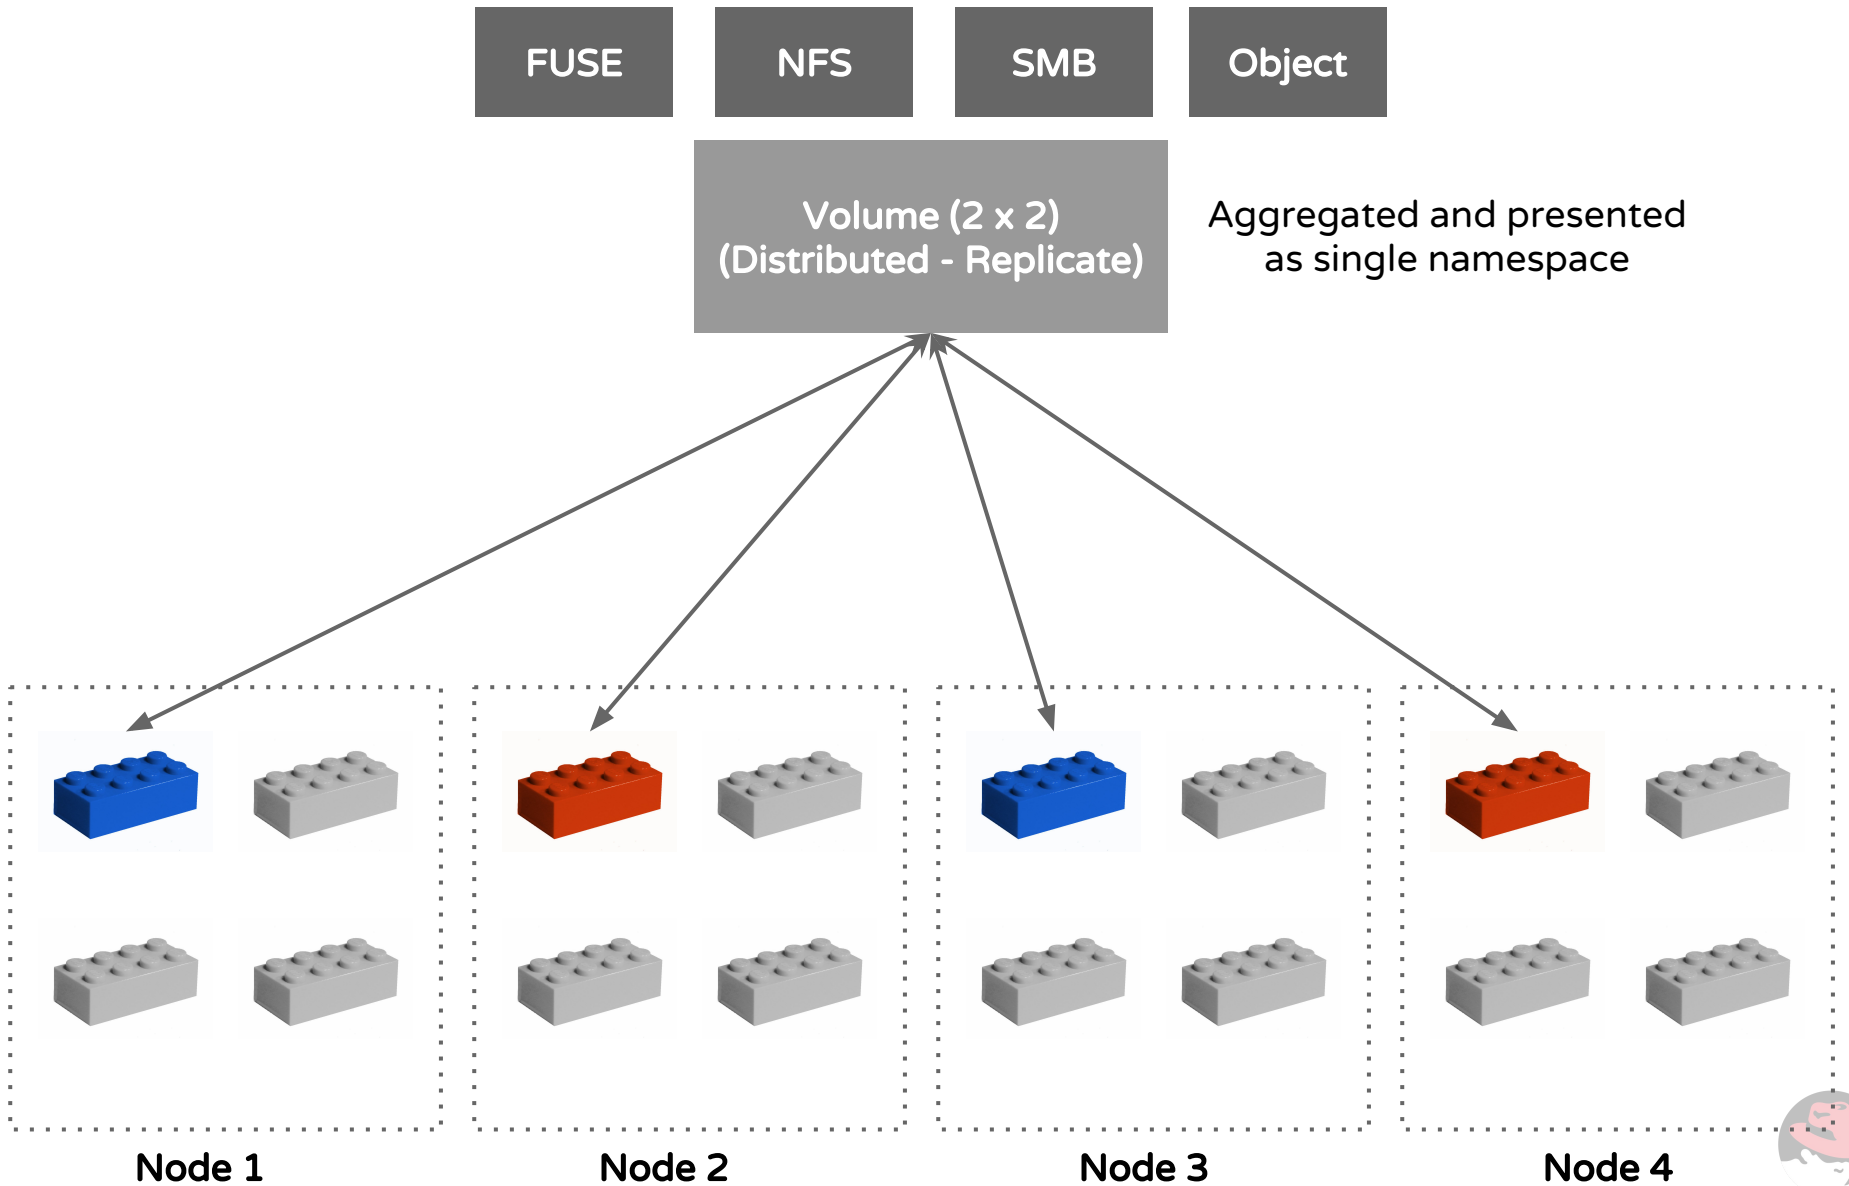 FUSE
NFS
SMB
Object
Volume (2 x 2)
(Distributed - Replicate)
Aggregated and presented
as single namespace
Node 1
Node 2
Node 3
Node 4